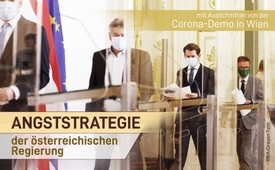 mit Ausschnitten von der
Corona-Demo in Wien
ANGSTSTRATEGIE
der österreichischen
Regierung